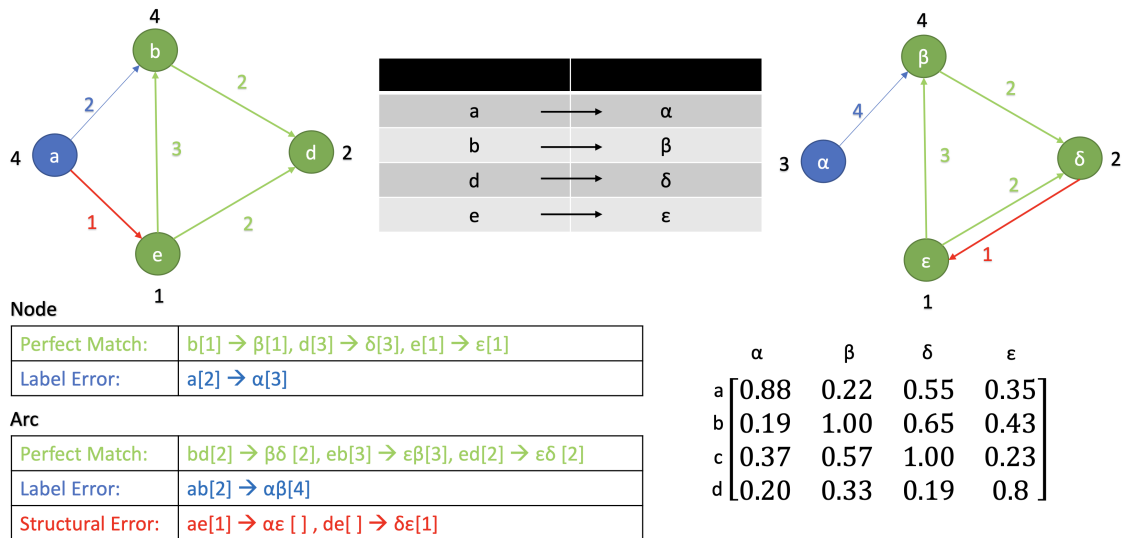 4
b
2
2
4
a
3
d
2
1
2
e
1
a → α
b → β
d → δ
e → ε
4
β
2
4
3
α
3
δ
2
2
1
ε
1
Node
Perfect Match: b[1] → β[1], d[3] → δ[3], e[1] → ε[1]
Label Error: a[2] → α[3]
Arc
Perfect Match: bd[2] → βδ [2], eb[3] → εβ[3], ed[2] → εδ [2]
Label Error: ab[2] → αβ[4]
Structural Error: ae[1] → αε [ ] , de[ ] → δε[1]
α β δ ε
a 0.88 0.22 0.55 0.35
b 0.19 1.00 0.65 0.43
c 0.37 0.57 1.00 0.23
d 0.20 0.33 0.19 0.8